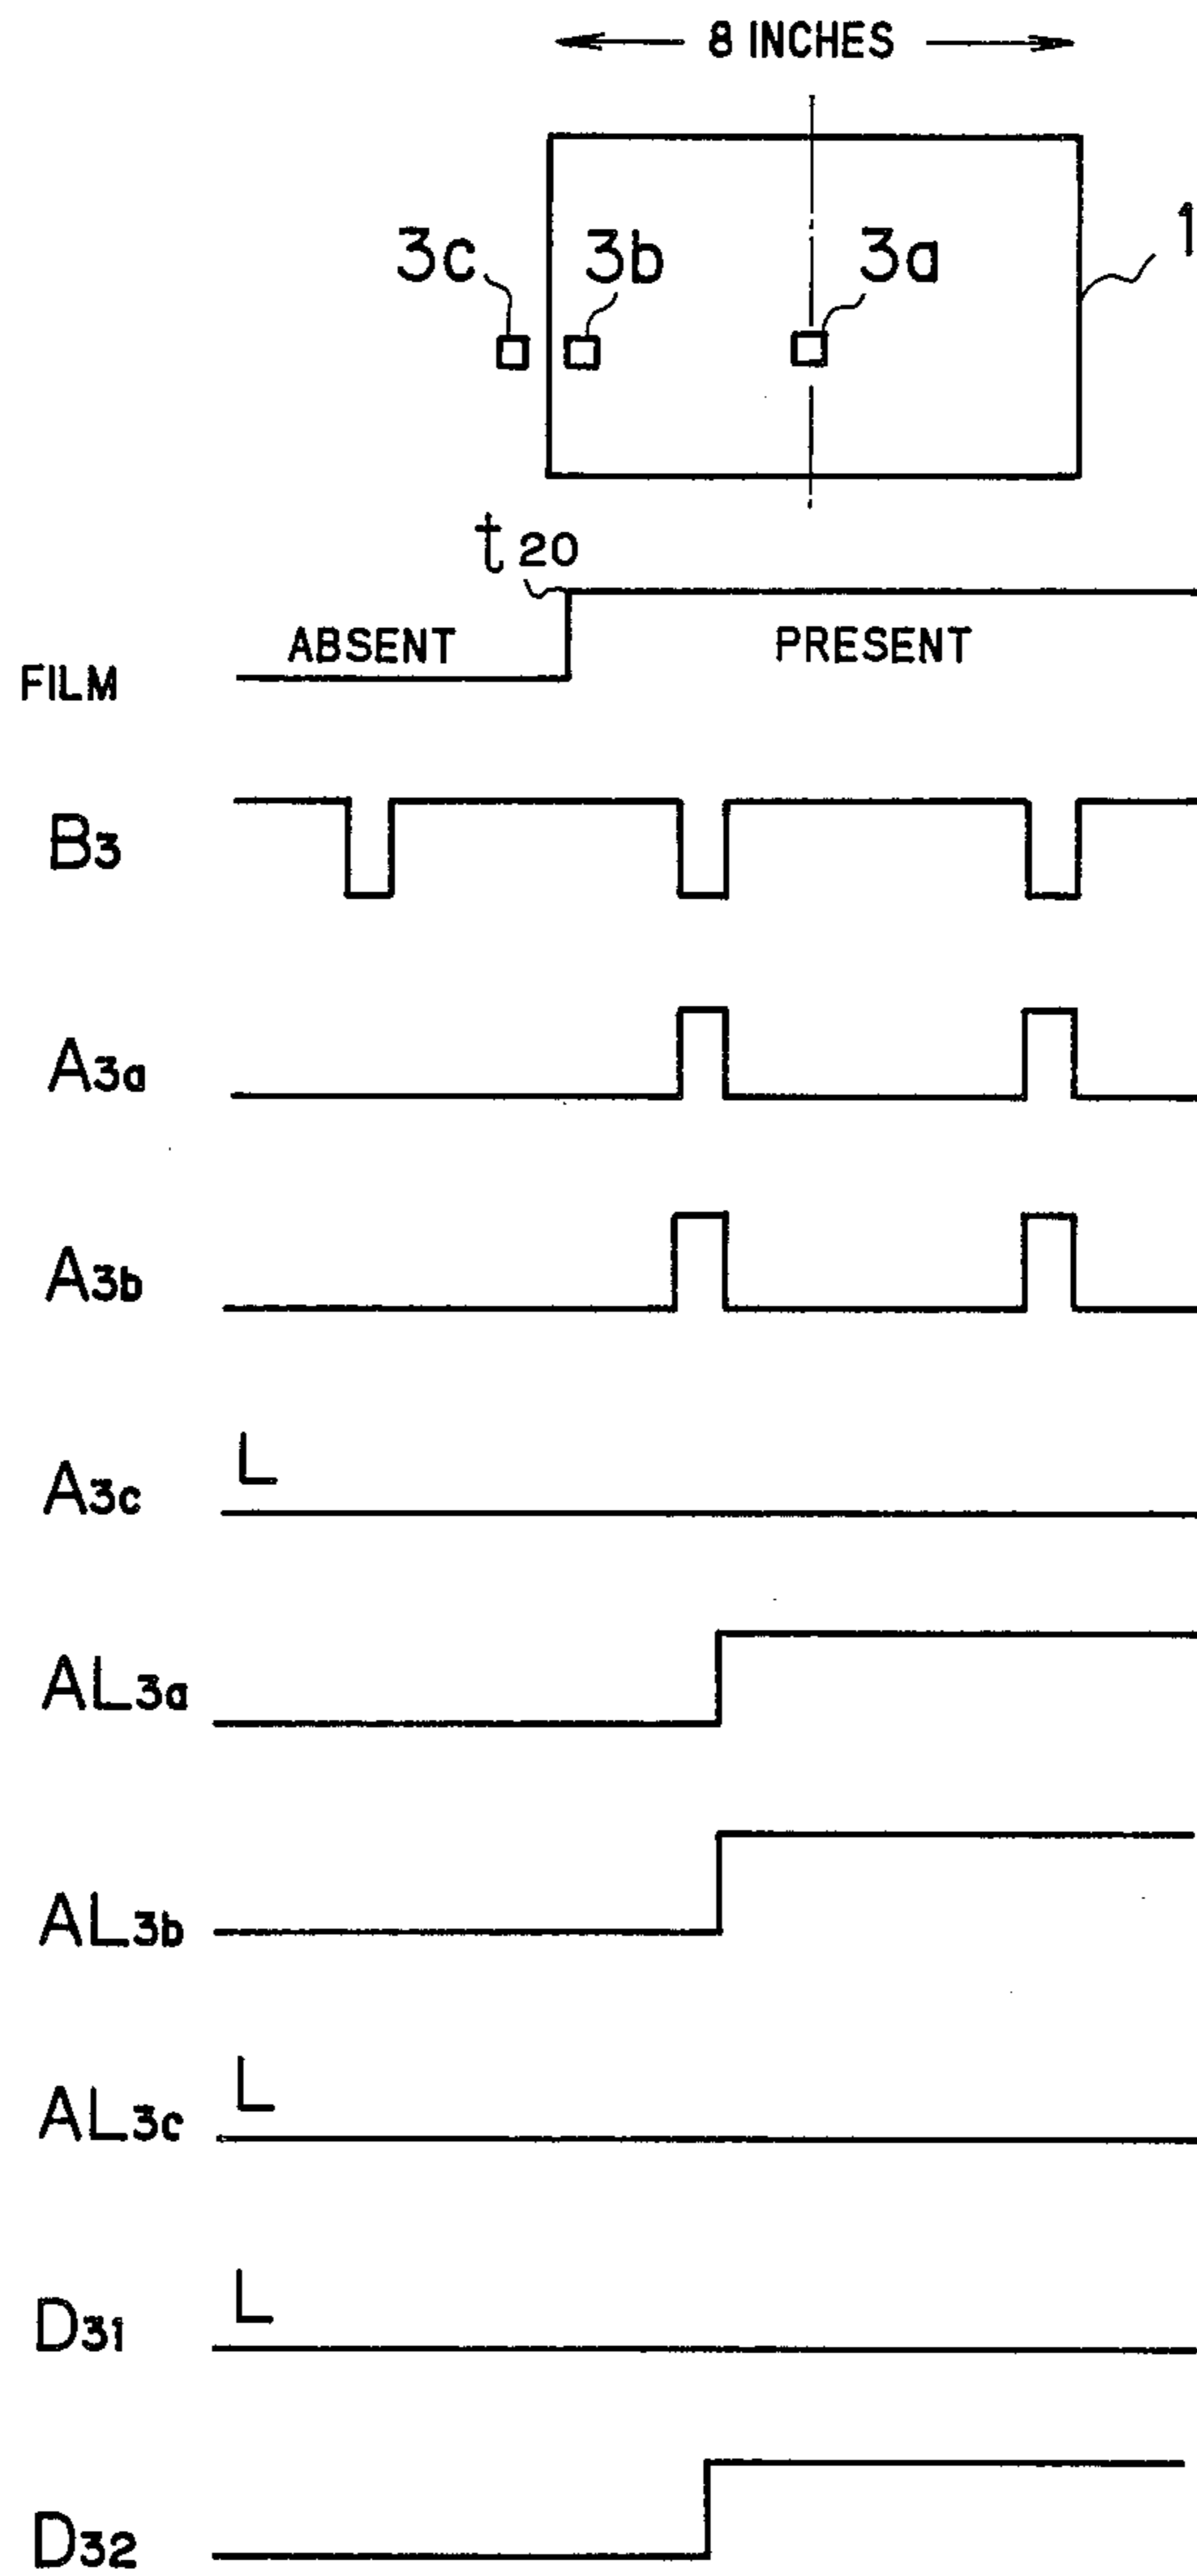 8 INCHES
1
3c 3b 3a
t20
ABSENT PRESENT
FILM
B3
A3a
A3b
L
A3c
AL3a
AL3b
L
AL3c
L
D31
D32